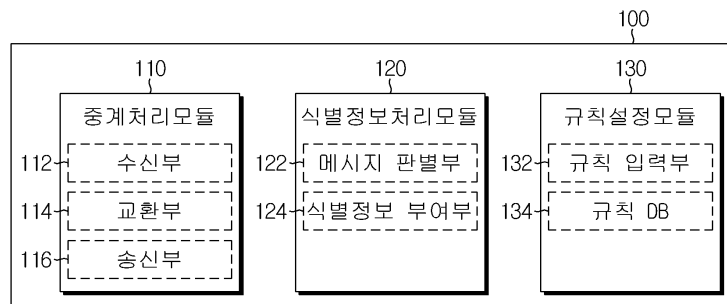 100
110
120
130
중계처리모듈
식별정보처리모듈
규칙설정모듈
112
수신부
122
메시지 판별부
132
규칙 입력부
114
교환부
124
식별정보 부여부
134
규칙 DB
116
송신부